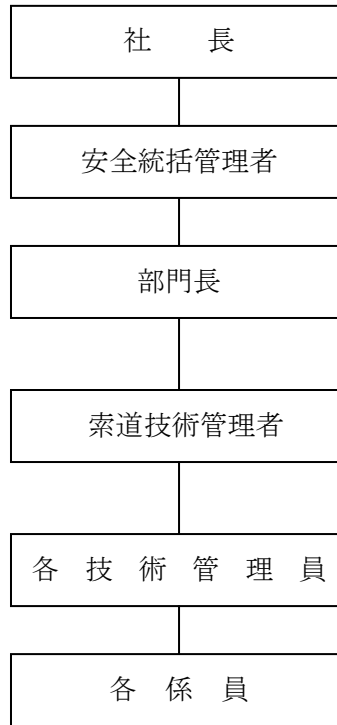 社　　長
安全統括管理者
部門長
索道技術管理者
各　技　術　管　理　員
各　係　員